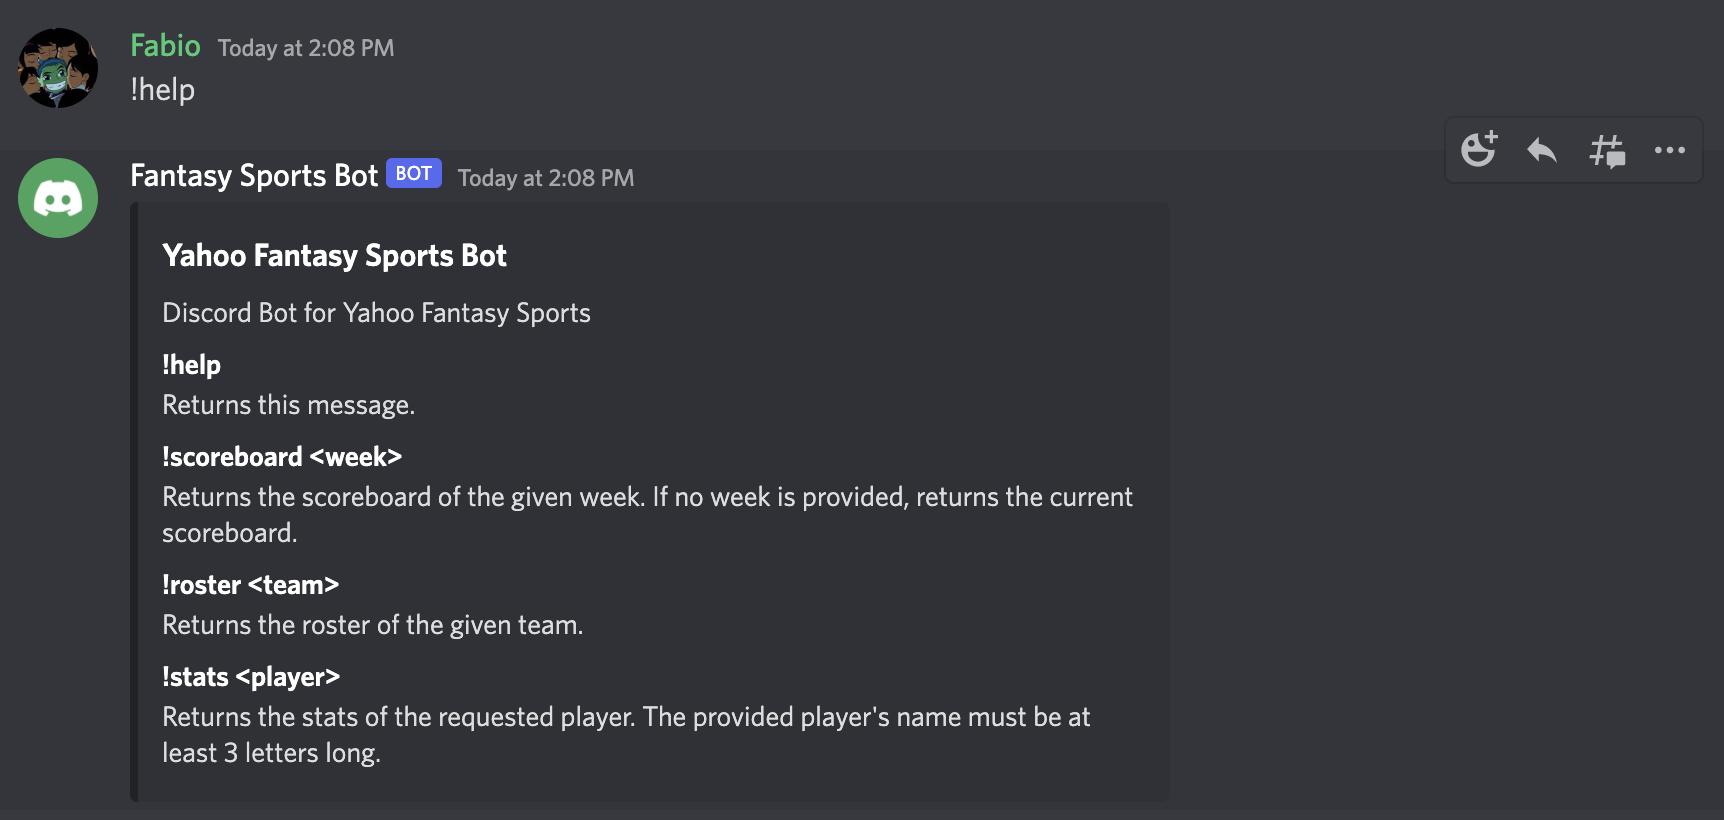 Fabio Today at 2:08 PM
!help
Fantasy Sports Bot BOT Today at 2:08 PM
Yahoo Fantasy Sports Bot
Discord Bot for Yahoo Fantasy Sports
!help
Returns this message.
!scoreboard <week>
Returns the scoreboard of the given week. If no week is provided, returns the current
scoreboard.
!roster <team>
Returns the roster of the given team.
!stats <player>
Returns the stats of the requested player. The provided player's name must be at
least 3 letters long.